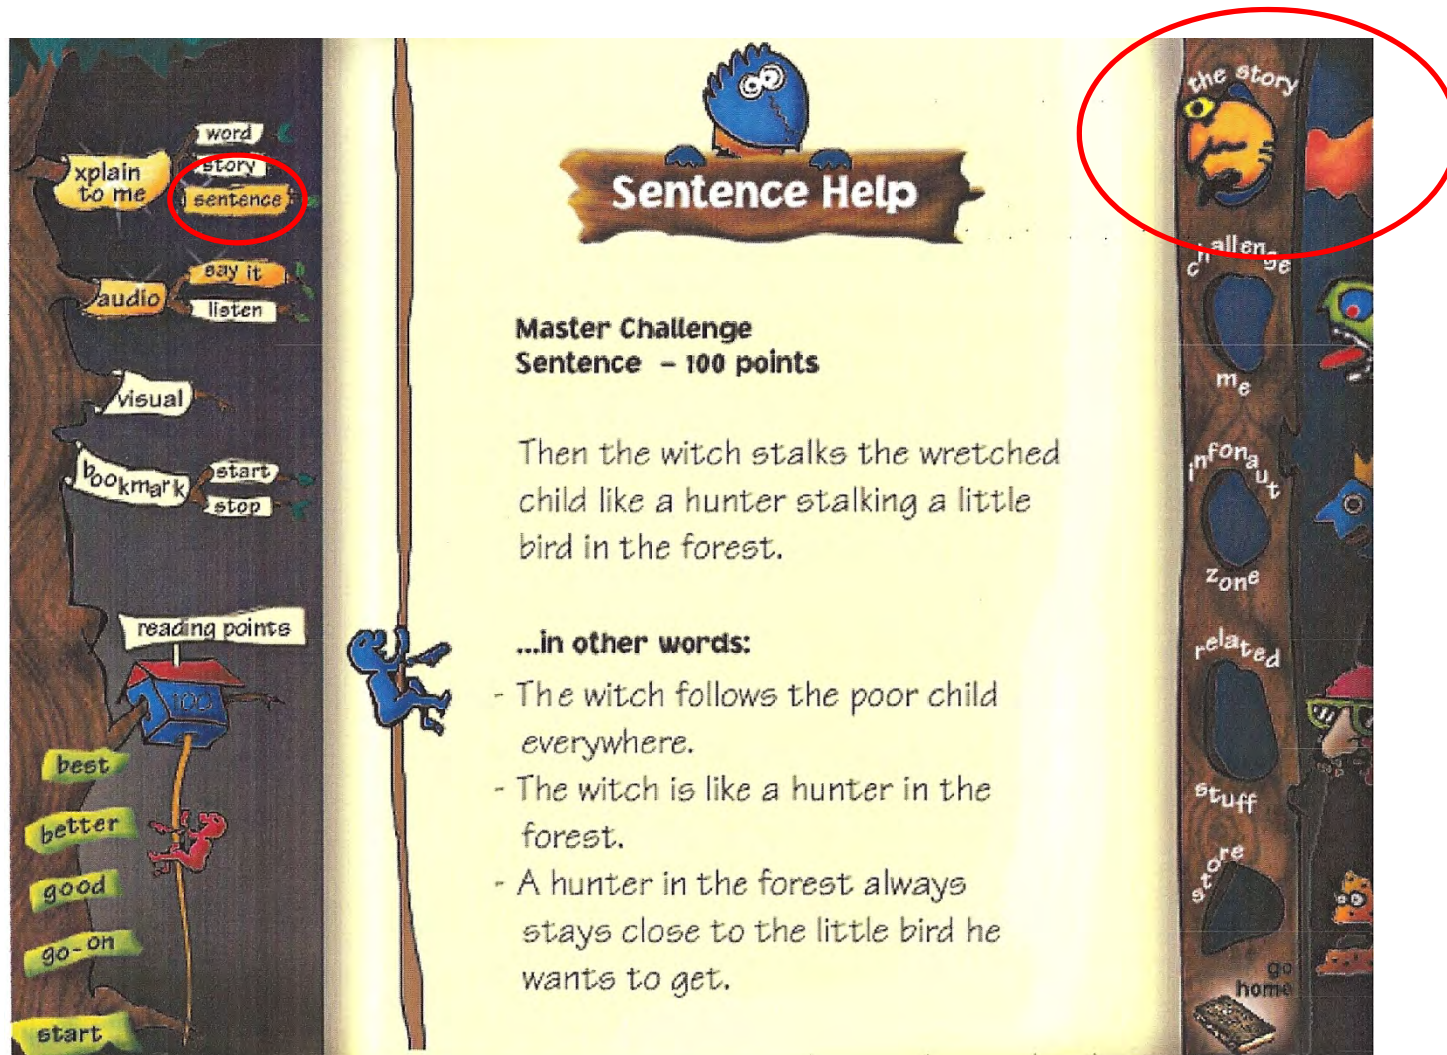 xplain
to me
word
story
sentence
audio
say it
listen
visual
bookmark
start
stop
reading points
100
best
better
good
go-on
start
Sentence Help
Master Challenge
Sentence – 100 points
Then the witch stalks the wretched
child like a hunter stalking a little
bird in the forest.
...in other words:
- The witch follows the poor child
everywhere.
- The witch is like a hunter in the
forest.
- A hunter in the forest always
stays close to the little bird he
wants to get.
the story
challenge
me
infonaut
zone
related
stuff
store
go
home